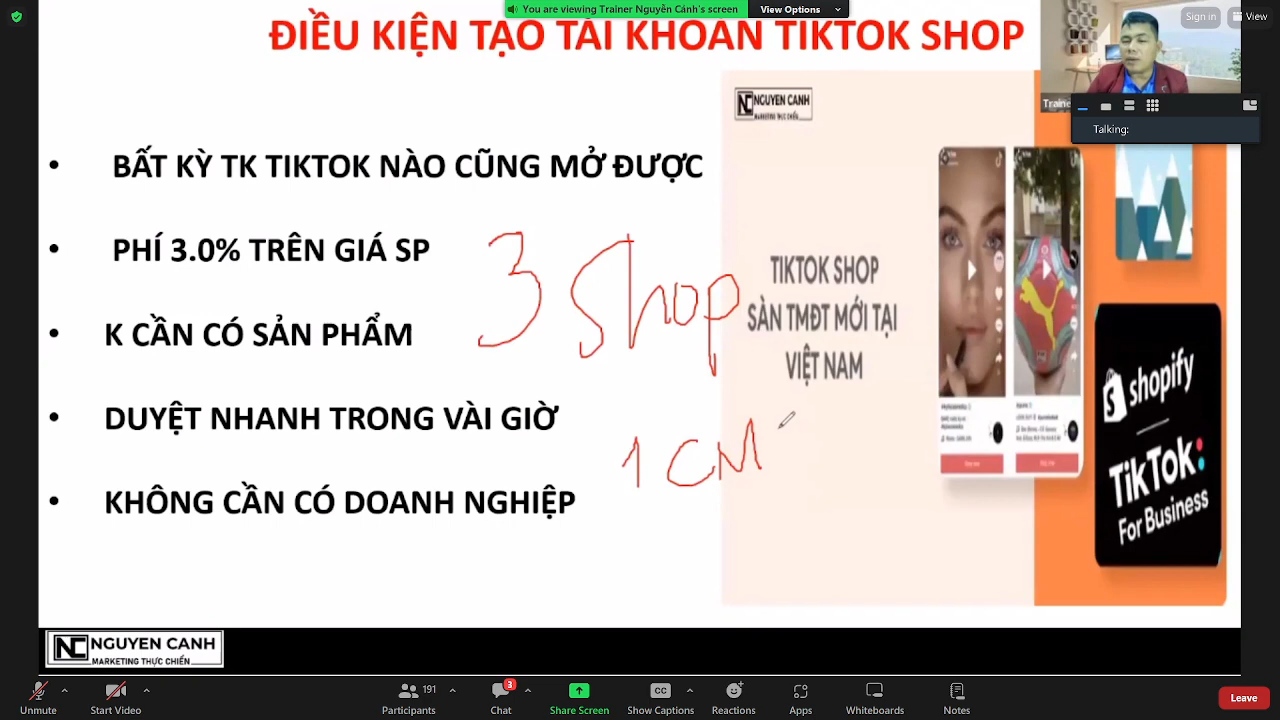 You are viewing Trainer Nguyễn Cảnh's screen
View Options
Sign in
View
ĐIỀU KIỆN TẠO TÀI KHOẢN TIKTOK SHOP
Talking:
NC NGUYEN CANH
MARKETING THỰC CHIẾN
BẤT KỲ TK TIKTOK NÀO CŨNG MỞ ĐƯỢC
PHÍ 3.0% TRÊN GIÁ SP
K CẦN CÓ SẢN PHẨM
DUYỆT NHANH TRONG VÀI GIỜ
KHÔNG CẦN CÓ DOANH NGHIỆP
3 Shop
1 CM
TIKTOK SHOP
SÀN TMĐT MỚI TẠI
VIỆT NAM
shopify
TikTok:
For Business
NC NGUYEN CANH
MARKETING THỰC CHIẾN
Unmute
Start Video
191
Participants
3
Chat
Share Screen
CC
Show Captions
Reactions
Apps
Whiteboards
Notes
Leave